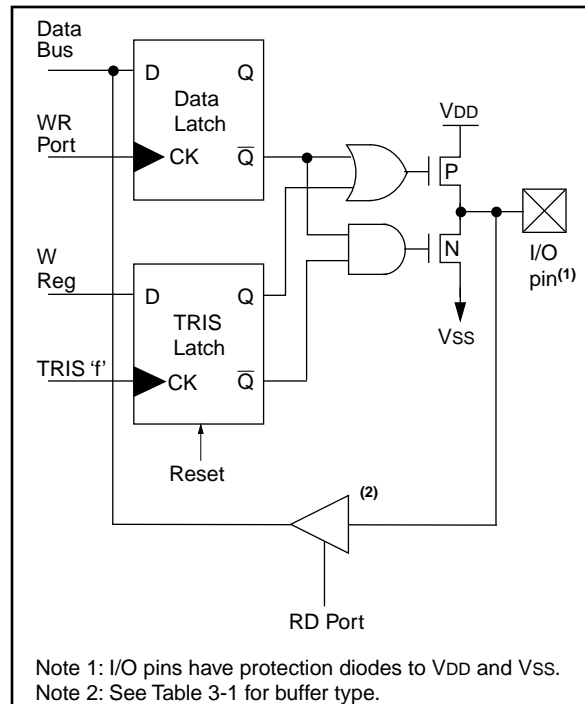 Data
Bus
D
Q
Data
Latch
WR
Port
CK
Q
VDD
P
N
I/O
pin(1)
VSS
W
Reg
D
Q
TRIS
Latch
TRIS ‘f’
CK
Q
Reset
(2)
RD Port
Note 1: I/O pins have protection diodes to VDD and VSS.
Note 2: See Table 3-1 for buffer type.